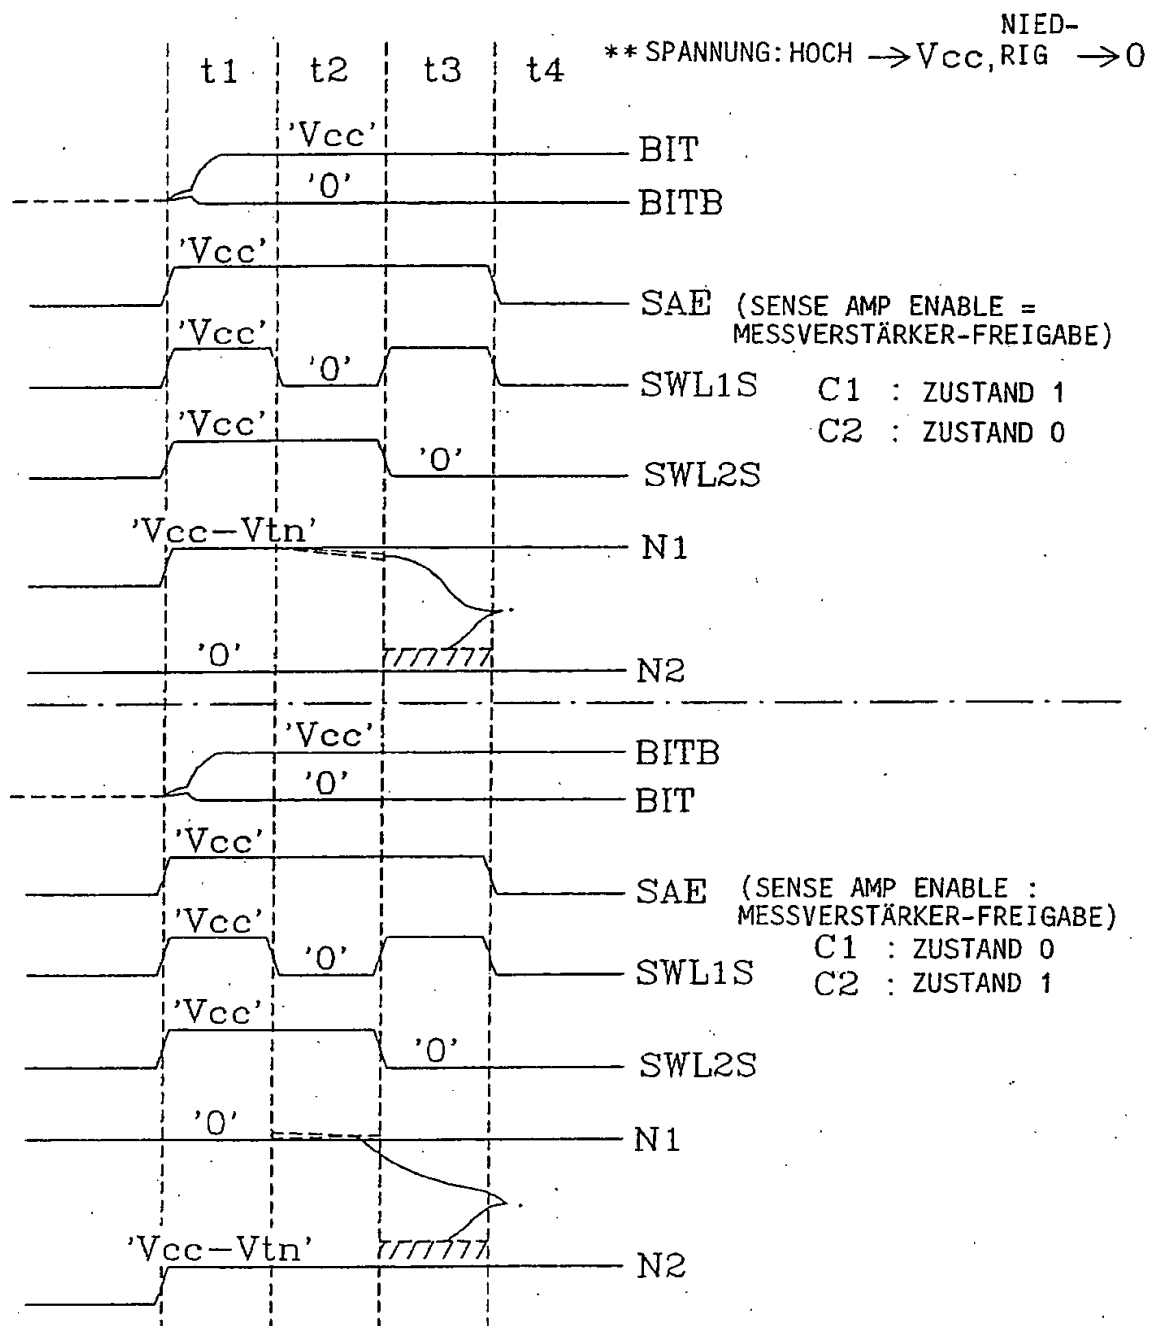 NIED-
t1 t2 t3 t4 ** SPANNUNG: HOCH → Vcc, RIG → 0
'Vcc' BIT
'0' BITB
'Vcc'
SAE (SENSE AMP ENABLE =
MESSVERSTÄRKER-FREIGABE)
'Vcc'
'0' SWL1S C1 : ZUSTAND 1
C2 : ZUSTAND 0
'Vcc'
'0' SWL2S
'Vcc-Vtn' N1
'0' N2
'Vcc' BITB
'0' BIT
'Vcc'
SAE (SENSE AMP ENABLE :
MESSVERSTÄRKER-FREIGABE)
'Vcc' C1 : ZUSTAND 0
'0' SWL1S C2 : ZUSTAND 1
'Vcc'
'0' SWL2S
'0' N1
'Vcc-Vtn' N2